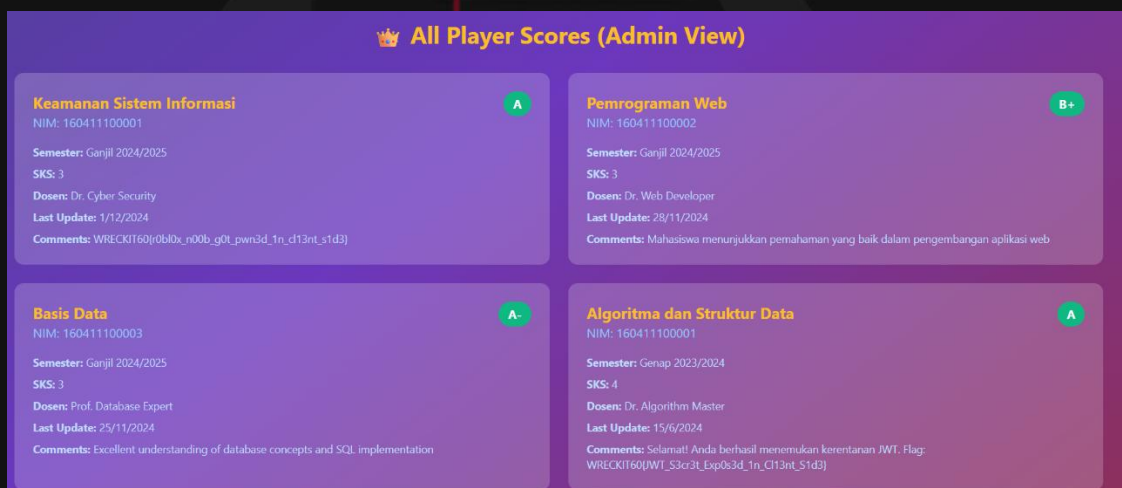 👑 All Player Scores (Admin View)
Keamanan Sistem Informasi
A
NIM: 160411100001
Semester: Ganjil 2024/2025
SKS: 3
Dosen: Dr. Cyber Security
Last Update: 1/12/2024
Comments: WRECKIT60{r0bl0x_n00b_g0t_pwn3d_1n_cl13nt_s1d3}
Pemrograman Web
B+
NIM: 160411100002
Semester: Ganjil 2024/2025
SKS: 3
Dosen: Dr. Web Developer
Last Update: 28/11/2024
Comments: Mahasiswa menunjukkan pemahaman yang baik dalam pengembangan aplikasi web
Basis Data
A-
NIM: 160411100003
Semester: Ganjil 2024/2025
SKS: 3
Dosen: Prof. Database Expert
Last Update: 25/11/2024
Comments: Excellent understanding of database concepts and SQL implementation
Algoritma dan Struktur Data
A
NIM: 160411100001
Semester: Genap 2023/2024
SKS: 4
Dosen: Dr. Algorithm Master
Last Update: 15/6/2024
Comments: Selamat! Anda berhasil menemukan kerentanan JWT. Flag:
WRECKIT60{JWT_S3cr3t_Exp0s3d_1n_Cl13nt_S1d3}